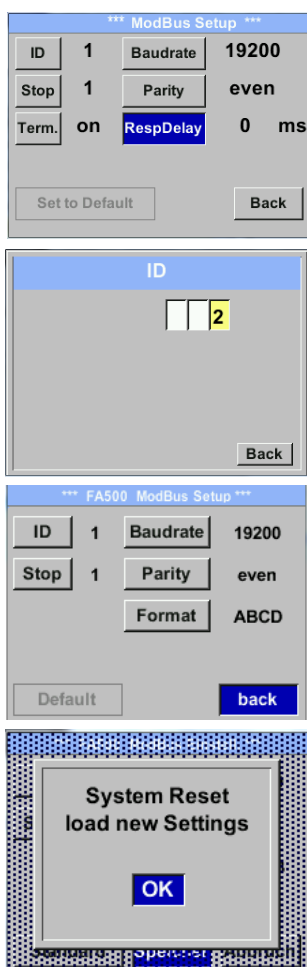 *** ModBus Setup ***
ID 1 Baudrate 19200
Stop 1 Parity even
Term. on RespDelay 0 ms
Set to Default Back
ID
2
Back
*** FA500 ModBus Setup ***
ID 1 Baudrate 19200
Stop 1 Parity even
Format ABCD
Default back
System Reset
load new Settings
OK